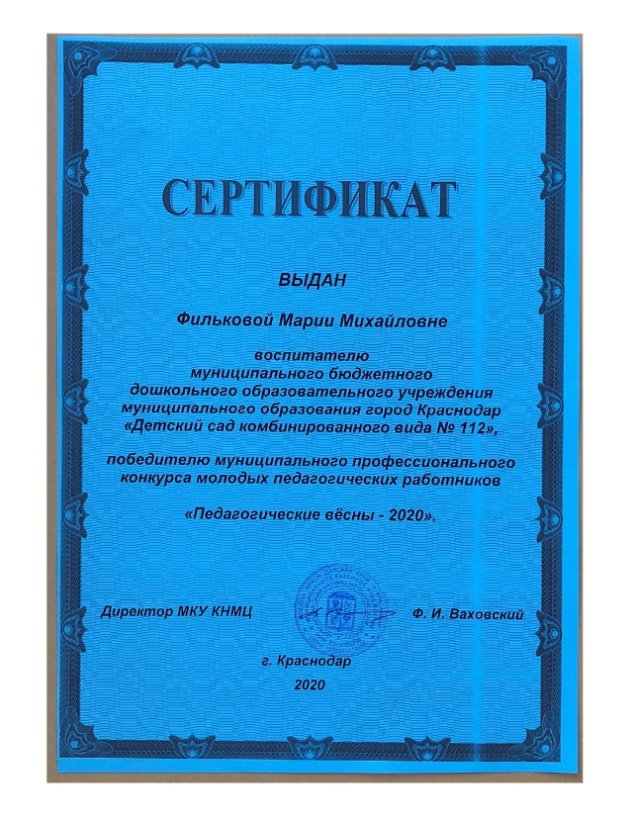 СЕРТИФИКАТ
ВЫДАН
Фильковой Марии Михайловне
воспитателю
муниципального бюджетного
дошкольного образовательного учреждения
муниципального образования город Краснодар
«Детский сад комбинированного вида № 112»,
победителю муниципального профессионального
конкурса молодых педагогических работников
«Педагогические вёсны - 2020».
Директор МКУ КНМЦ Ф. И. Ваховский
г. Краснодар
2020